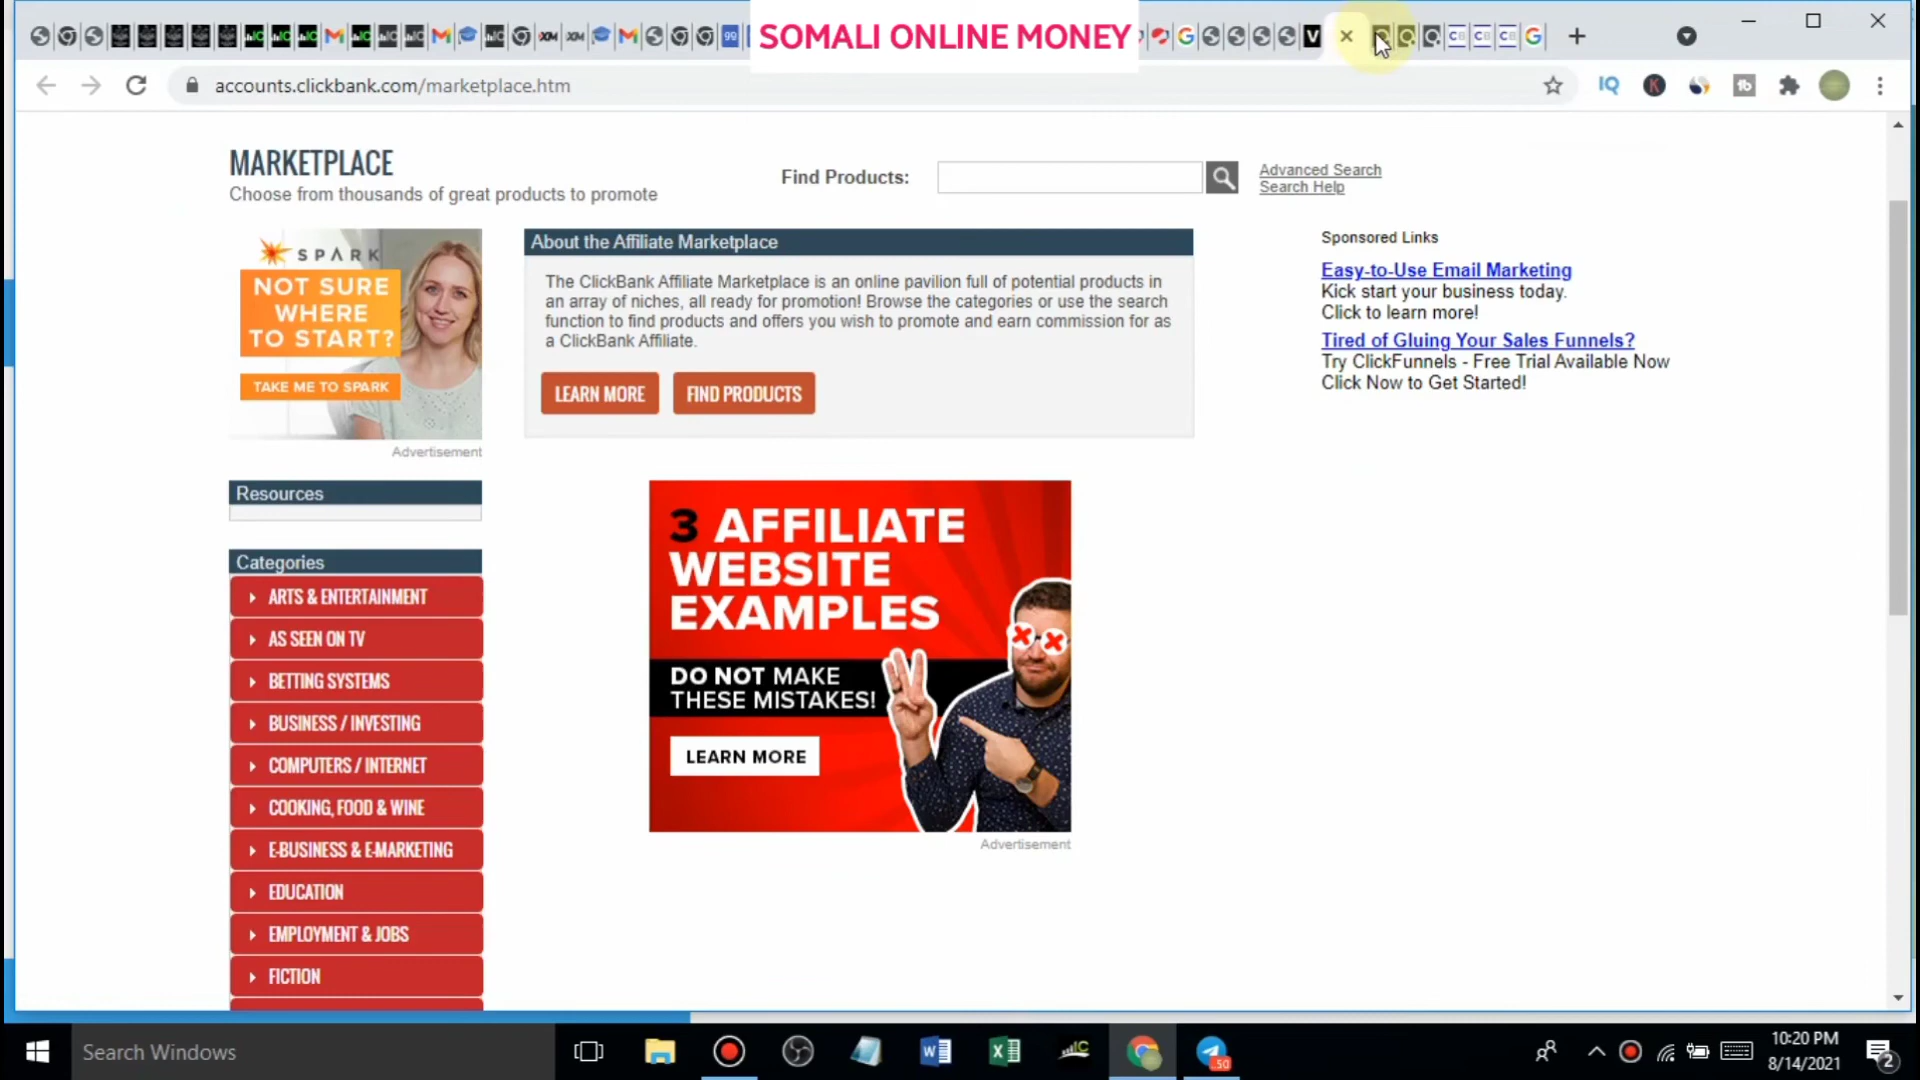 SOMALI ONLINE MONEY
accounts.clickbank.com/marketplace.htm
MARKETPLACE
Choose from thousands of great products to promote
Find Products:
Advanced Search
Search Help
SPARK
NOT SURE
WHERE
TO START?
TAKE ME TO SPARK
Advertisement
About the Affiliate Marketplace
The ClickBank Affiliate Marketplace is an online pavilion full of potential products in
an array of niches, all ready for promotion! Browse the categories or use the search
function to find products and offers you wish to promote and earn commission for as
a ClickBank Affiliate.
LEARN MORE
FIND PRODUCTS
Sponsored Links
Easy-to-Use Email Marketing
Kick start your business today.
Click to learn more!
Tired of Gluing Your Sales Funnels?
Try ClickFunnels - Free Trial Available Now
Click Now to Get Started!
Resources
Categories
ARTS & ENTERTAINMENT
AS SEEN ON TV
BETTING SYSTEMS
BUSINESS / INVESTING
COMPUTERS / INTERNET
COOKING, FOOD & WINE
E-BUSINESS & E-MARKETING
EDUCATION
EMPLOYMENT & JOBS
FICTION
3 AFFILIATE
WEBSITE
EXAMPLES
DO NOT MAKE
THESE MISTAKES!
LEARN MORE
Advertisement
Search Windows
50
10:20 PM
8/14/2021
2